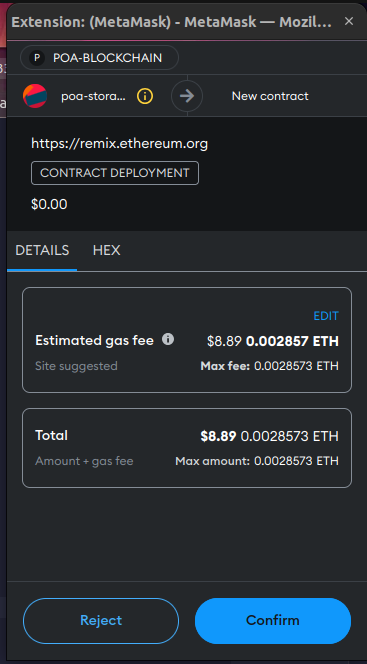 Extension: (MetaMask) - MetaMask — Mozil... ×
P POA-BLOCKCHAIN
poa-stora... New contract
https://remix.ethereum.org
CONTRACT DEPLOYMENT
$0.00
DETAILS HEX
EDIT
Estimated gas fee $8.89 0.002857 ETH
Site suggested Max fee: 0.0028573 ETH
Total $8.89 0.0028573 ETH
Amount + gas fee Max amount: 0.0028573 ETH
Reject Confirm